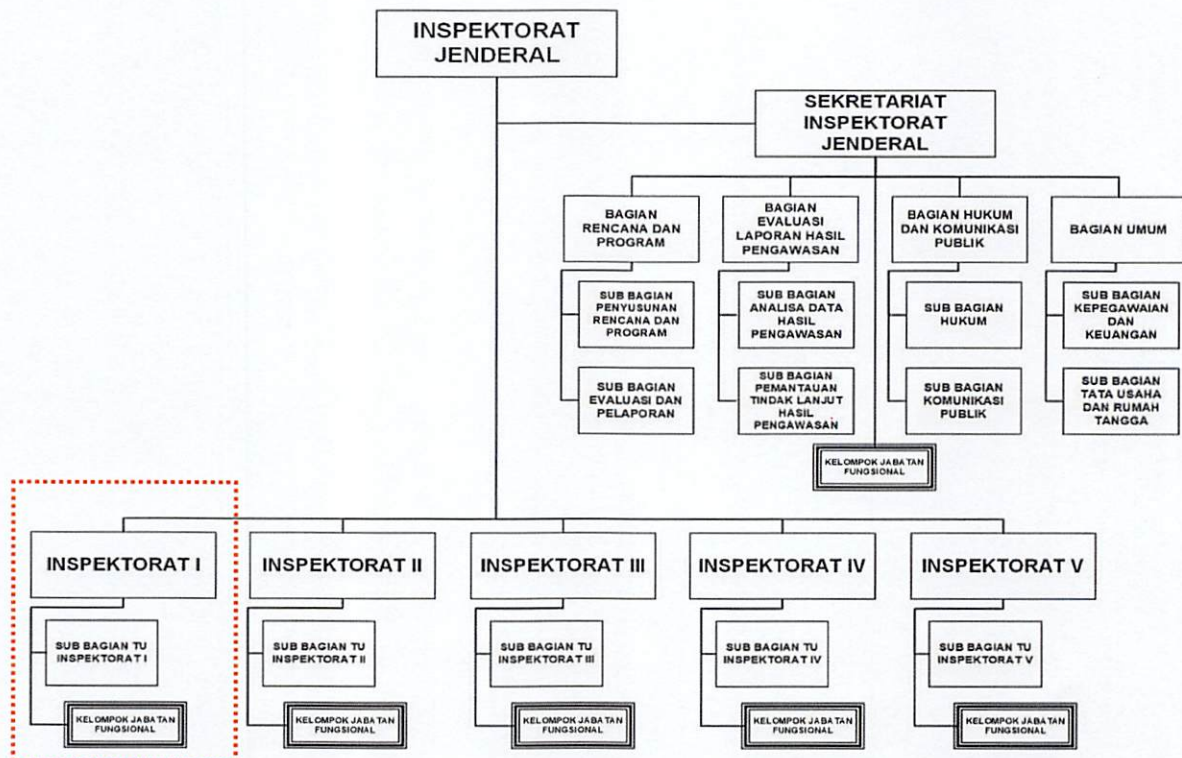 INSPEKTORAT
JENDERAL
SEKRETARIAT
INSPEKTORAT
JENDERAL
BAGIAN
RENCANA DAN
PROGRAM
BAGIAN
EVALUASI
LAPORAN HASIL
PENGAWASAN
BAGIAN HUKUM
DAN KOMUNIKASI
PUBLIK
BAGIAN UMUM
SUB BAGIAN
PENYUSUNAN
RENCANA DAN
PROGRAM
SUB BAGIAN
ANALISA DATA
HASIL
PENGAWASAN
SUB BAGIAN
HUKUM
SUB BAGIAN
KEPEGAWAIAN
DAN
KEUANGAN
SUB BAGIAN
EVALUASI DAN
PELAPORAN
SUB BAGIAN
PEMANTAUAN
TINDAK LANJUT
HASIL
PENGAWASAN
SUB BAGIAN
KOMUNIKASI
PUBLIK
SUB BAGIAN
TATA USAHA
DAN RUMAH
TANGGA
KELOMPOK JABATAN
FUNGSIONAL
INSPEKTORAT I
INSPEKTORAT II
INSPEKTORAT III
INSPEKTORAT IV
INSPEKTORAT V
SUB BAGIAN TU
INSPEKTORAT I
SUB BAGIAN TU
INSPEKTORAT II
SUB BAGIAN TU
INSPEKTORAT III
SUB BAGIAN TU
INSPEKTORAT IV
SUB BAGIAN TU
INSPEKTORAT V
KELOMPOK JABATAN
FUNGSIONAL
KELOMPOK JABATAN
FUNGSIONAL
KELOMPOK JABATAN
FUNGSIONAL
KELOMPOK JABATAN
FUNGSIONAL
KELOMPOK JABATAN
FUNGSIONAL